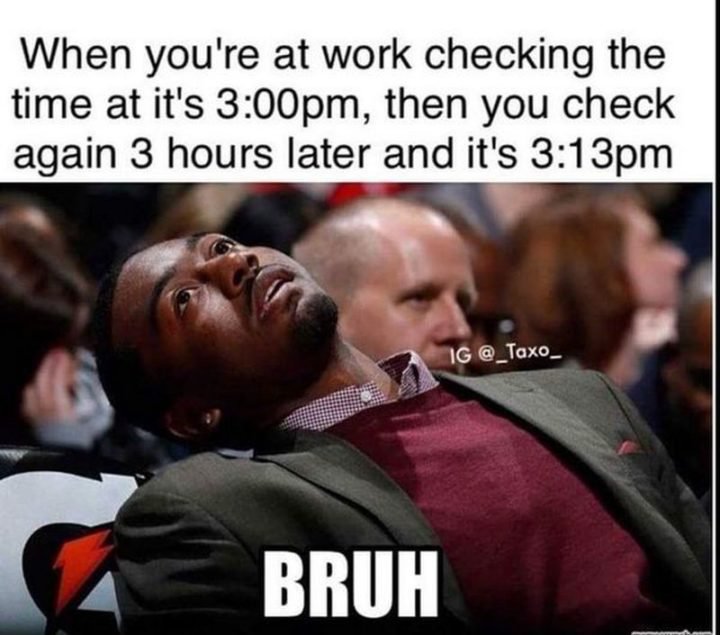 When you're at work checking the
time at it's 3:00pm, then you check
again 3 hours later and it's 3:13pm
IG @_Taxo_
BRUH